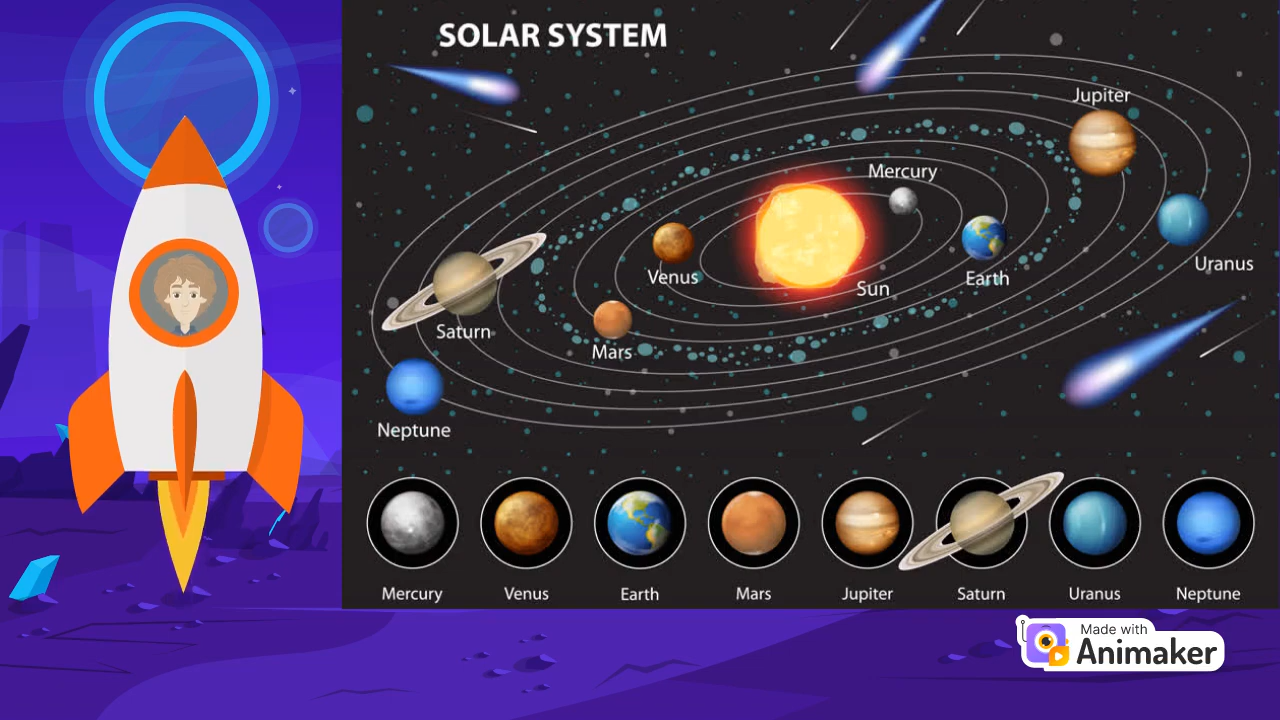 SOLAR SYSTEM
Jupiter
Mercury
Venus
Earth
Uranus
Sun
Saturn
Mars
Neptune
Mercury Venus Earth Mars Jupiter Saturn Uranus Neptune
Made with
Animaker